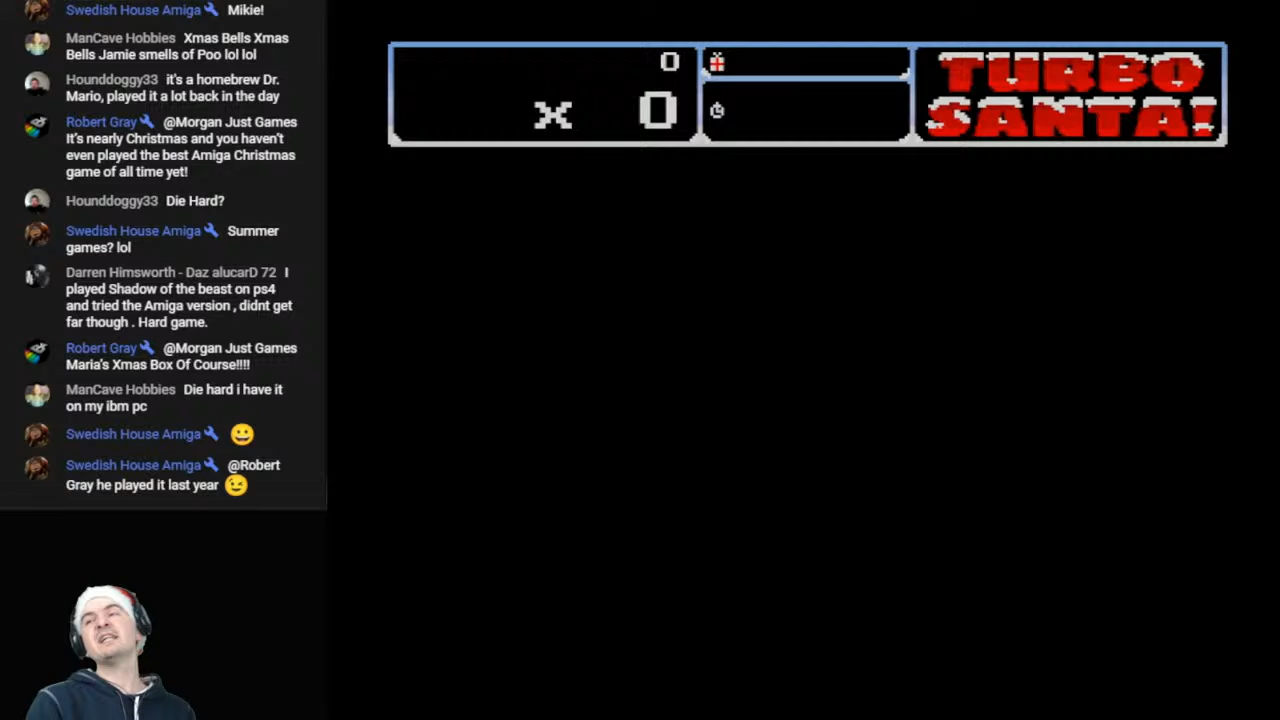 Swedish House Amiga Mikie!
ManCave Hobbies Xmas Bells Xmas
Bells Jamie smells of Poo lol lol
Hounddoggy33 it's a homebrew Dr.
Mario, played it a lot back in the day
Robert Gray @Morgan Just Games
It's nearly Christmas and you haven't
even played the best Amiga Christmas
game of all time yet!
Hounddoggy33 Die Hard?
Swedish House Amiga Summer
games? lol
Darren Himsworth - Daz alucarD 72 I
played Shadow of the beast on ps4
and tried the Amiga version , didnt get
far though . Hard game.
Robert Gray @Morgan Just Games
Maria's Xmas Box Of Course!!!!
ManCave Hobbies Die hard i have it
on my ibm pc
Swedish House Amiga
Swedish House Amiga @Robert
Gray he played it last year
0
x 0
TURBO
SANTA!